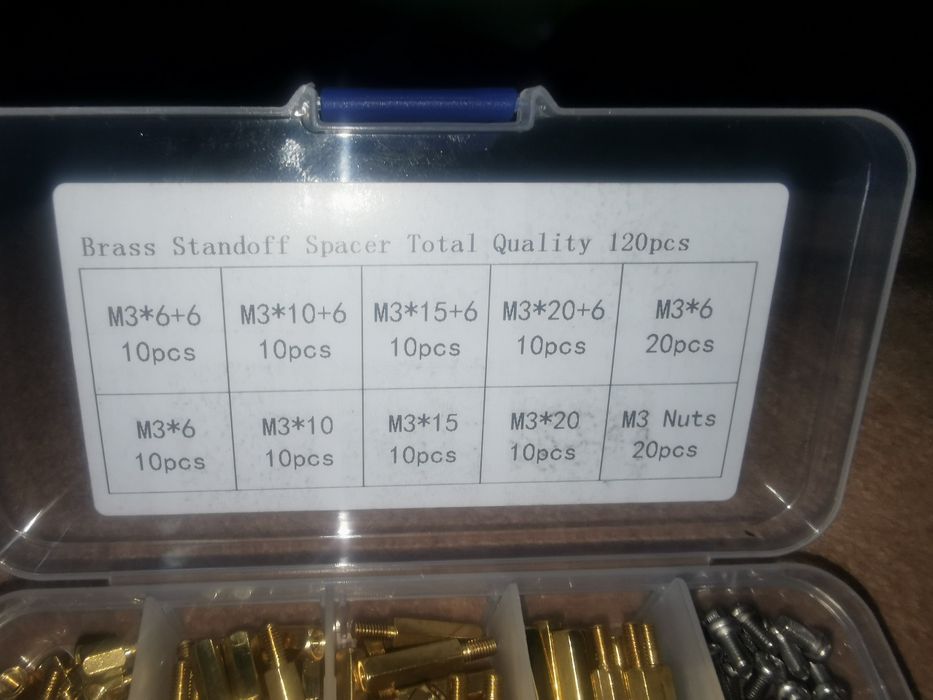 Brass Standoff Spacer Total Quality 120pcs
M3*6+6
10pcs
M3*10+6
10pcs
M3*15+6
10pcs
M3*20+6
10pcs
M3*6
20pcs
M3*6
10pcs
M3*10
10pcs
M3*15
10pcs
M3*20
10pcs
M3 Nuts
20pcs